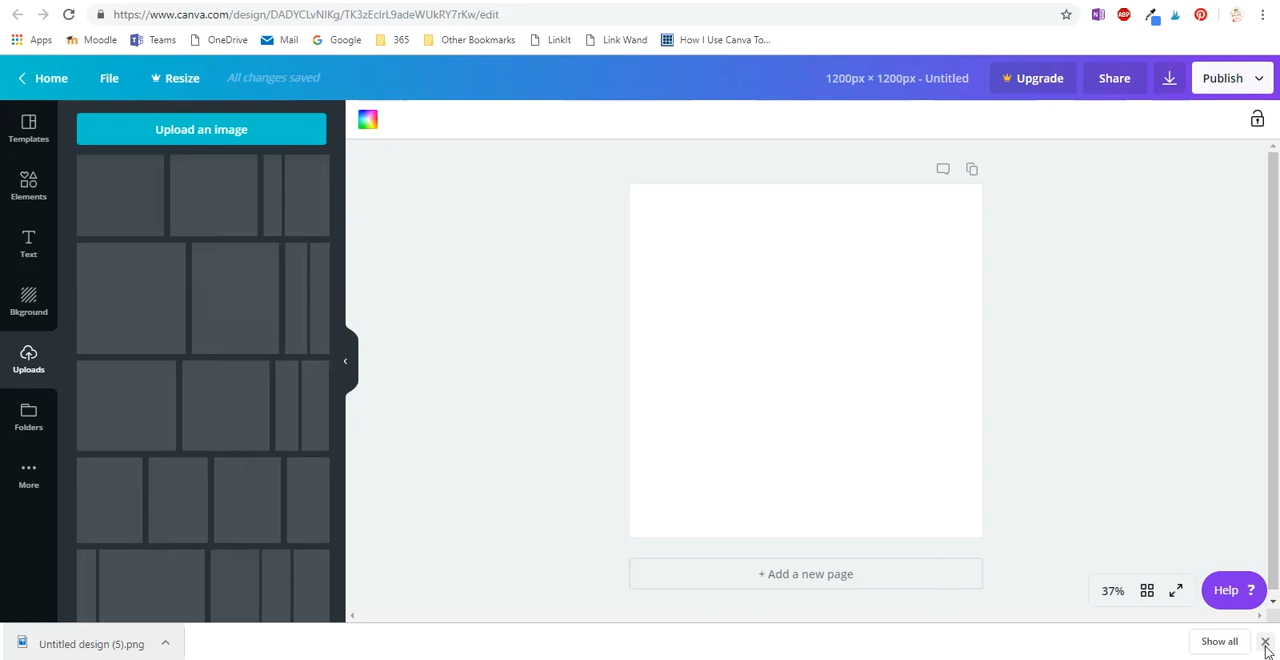 https://www.canva.com/design/DADYCLvNIKg/TK3zEclrL9adeWUkRY7rKw/edit
Apps Moodle Teams OneDrive Mail Google 365 Other Bookmarks LinkIt Link Wand How I Use Canva To...
Home File Resize All changes saved 1200px × 1200px - Untitled Upgrade Share Publish
Templates
Elements
Text
Bkground
Uploads
Folders
More
Upload an image
+ Add a new page
37%
Help ?
Untitled design (5).png
Show all